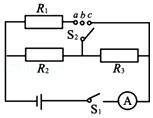 R₁ a b c
S₂
R₂ R₃
S₁ A